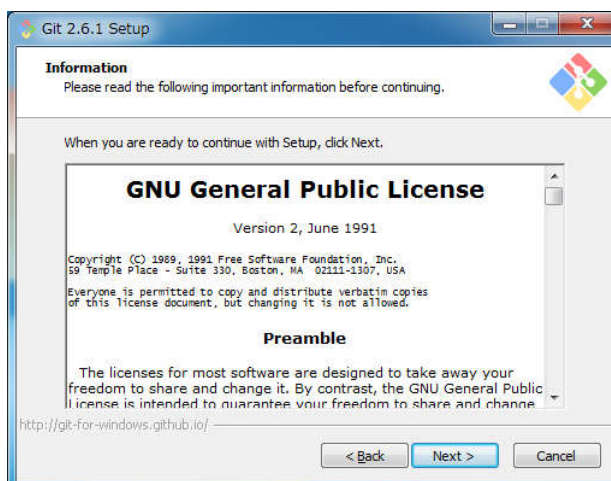 Git 2.6.1 Setup
Information
Please read the following important information before continuing.
When you are ready to continue with Setup, click Next.
GNU General Public License
Version 2, June 1991
Copyright (C) 1989, 1991 Free Software Foundation, Inc.
59 Temple Place - Suite 330, Boston, MA  02111-1307, USA
Everyone is permitted to copy and distribute verbatim copies
of this license document, but changing it is not allowed.
Preamble
The licenses for most software are designed to take away your
freedom to share and change it. By contrast, the GNU General Public
License is intended to guarantee your freedom to share and change
http://git-for-windows.github.io/
< Back
Next >
Cancel